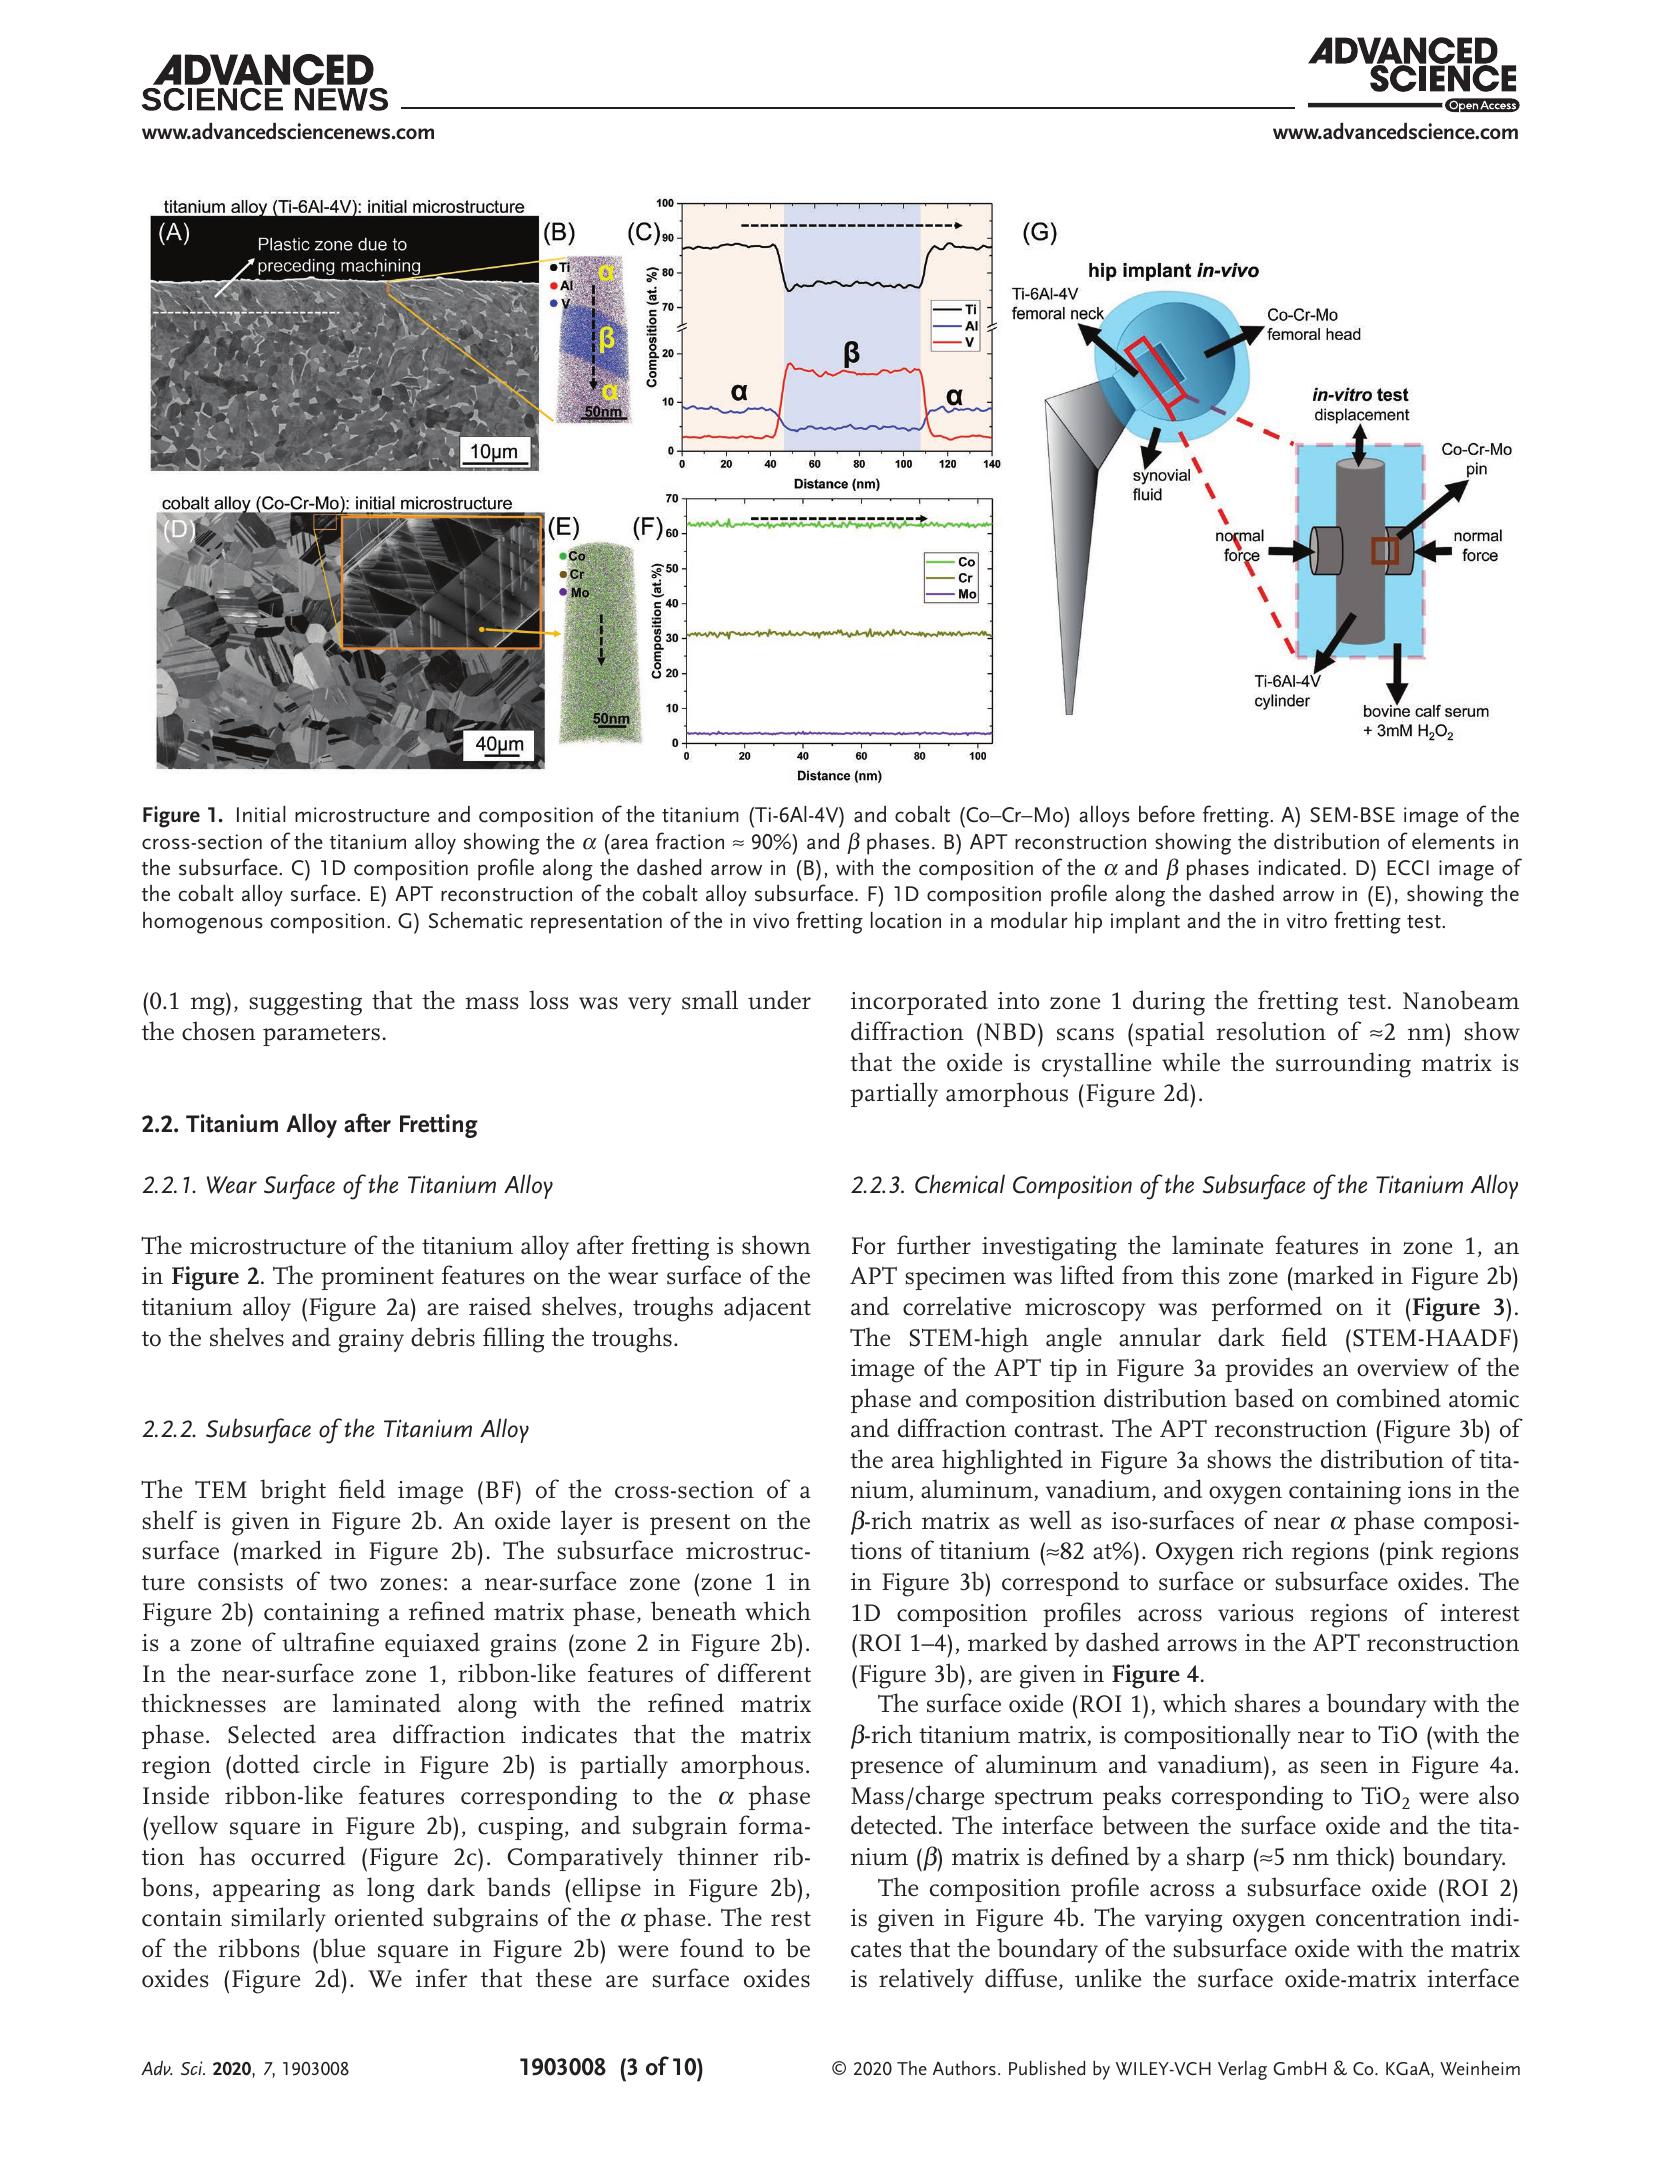 ADVANCED
SCIENCE NEWS
www.advancedsciencenews.com
ADVANCED
SCIENCE
Open Access
www.advancedscience.com
titanium alloy (Ti-6Al-4V): initial microstructure
(A)
Plastic zone due to
preceding machining
10µm
(B)
Ti
Al
V
α
β
α
50nm
(C)
100
90
80
70
20
10
0
Composition (at. %)
Ti
Al
V
α
β
α
0 20 40 60 80 100 120 140
Distance (nm)
cobalt alloy (Co-Cr-Mo): initial microstructure
(D)
40µm
(E)
Co
Cr
Mo
50nm
(F)
70
60
50
40
30
20
10
0
Composition (at.%)
Co
Cr
Mo
0 20 40 60 80 100
Distance (nm)
(G)
hip implant in-vivo
Ti-6Al-4V
femoral neck
Co-Cr-Mo
femoral head
synovial
fluid
in-vitro test
displacement
Co-Cr-Mo
pin
normal
force
normal
force
Ti-6Al-4V
cylinder
bovine calf serum
+ 3mM H₂O₂
Figure 1. Initial microstructure and composition of the titanium (Ti-6Al-4V) and cobalt (Co–Cr–Mo) alloys before fretting. A) SEM-BSE image of the
cross-section of the titanium alloy showing the α (area fraction ≈ 90%) and β phases. B) APT reconstruction showing the distribution of elements in
the subsurface. C) 1D composition profile along the dashed arrow in (B), with the composition of the α and β phases indicated. D) ECCI image of
the cobalt alloy surface. E) APT reconstruction of the cobalt alloy subsurface. F) 1D composition profile along the dashed arrow in (E), showing the
homogenous composition. G) Schematic representation of the in vivo fretting location in a modular hip implant and the in vitro fretting test.
(0.1 mg), suggesting that the mass loss was very small under
the chosen parameters.
2.2. Titanium Alloy after Fretting
2.2.1. Wear Surface of the Titanium Alloy
The microstructure of the titanium alloy after fretting is shown
in Figure 2. The prominent features on the wear surface of the
titanium alloy (Figure 2a) are raised shelves, troughs adjacent
to the shelves and grainy debris filling the troughs.
2.2.2. Subsurface of the Titanium Alloy
The TEM bright field image (BF) of the cross-section of a
shelf is given in Figure 2b. An oxide layer is present on the
surface (marked in Figure 2b). The subsurface microstruc-
ture consists of two zones: a near-surface zone (zone 1 in
Figure 2b) containing a refined matrix phase, beneath which
is a zone of ultrafine equiaxed grains (zone 2 in Figure 2b).
In the near-surface zone 1, ribbon-like features of different
thicknesses are laminated along with the refined matrix
phase. Selected area diffraction indicates that the matrix
region (dotted circle in Figure 2b) is partially amorphous.
Inside ribbon-like features corresponding to the α phase
(yellow square in Figure 2b), cusping, and subgrain forma-
tion has occurred (Figure 2c). Comparatively thinner rib-
bons, appearing as long dark bands (ellipse in Figure 2b),
contain similarly oriented subgrains of the α phase. The rest
of the ribbons (blue square in Figure 2b) were found to be
oxides (Figure 2d). We infer that these are surface oxides
incorporated into zone 1 during the fretting test. Nanobeam
diffraction (NBD) scans (spatial resolution of ≈2 nm) show
that the oxide is crystalline while the surrounding matrix is
partially amorphous (Figure 2d).
2.2.3. Chemical Composition of the Subsurface of the Titanium Alloy
For further investigating the laminate features in zone 1, an
APT specimen was lifted from this zone (marked in Figure 2b)
and correlative microscopy was performed on it (Figure 3).
The STEM-high angle annular dark field (STEM-HAADF)
image of the APT tip in Figure 3a provides an overview of the
phase and composition distribution based on combined atomic
and diffraction contrast. The APT reconstruction (Figure 3b) of
the area highlighted in Figure 3a shows the distribution of tita-
nium, aluminum, vanadium, and oxygen containing ions in the
β-rich matrix as well as iso-surfaces of near α phase composi-
tions of titanium (≈82 at%). Oxygen rich regions (pink regions
in Figure 3b) correspond to surface or subsurface oxides. The
1D composition profiles across various regions of interest
(ROI 1–4), marked by dashed arrows in the APT reconstruction
(Figure 3b), are given in Figure 4.
The surface oxide (ROI 1), which shares a boundary with the
β-rich titanium matrix, is compositionally near to TiO (with the
presence of aluminum and vanadium), as seen in Figure 4a.
Mass/charge spectrum peaks corresponding to TiO₂ were also
detected. The interface between the surface oxide and the tita-
nium (β) matrix is defined by a sharp (≈5 nm thick) boundary.
The composition profile across a subsurface oxide (ROI 2)
is given in Figure 4b. The varying oxygen concentration indi-
cates that the boundary of the subsurface oxide with the matrix
is relatively diffuse, unlike the surface oxide-matrix interface
Adv. Sci. 2020, 7, 1903008
1903008 (3 of 10)
© 2020 The Authors. Published by WILEY-VCH Verlag GmbH & Co. KGaA, Weinheim